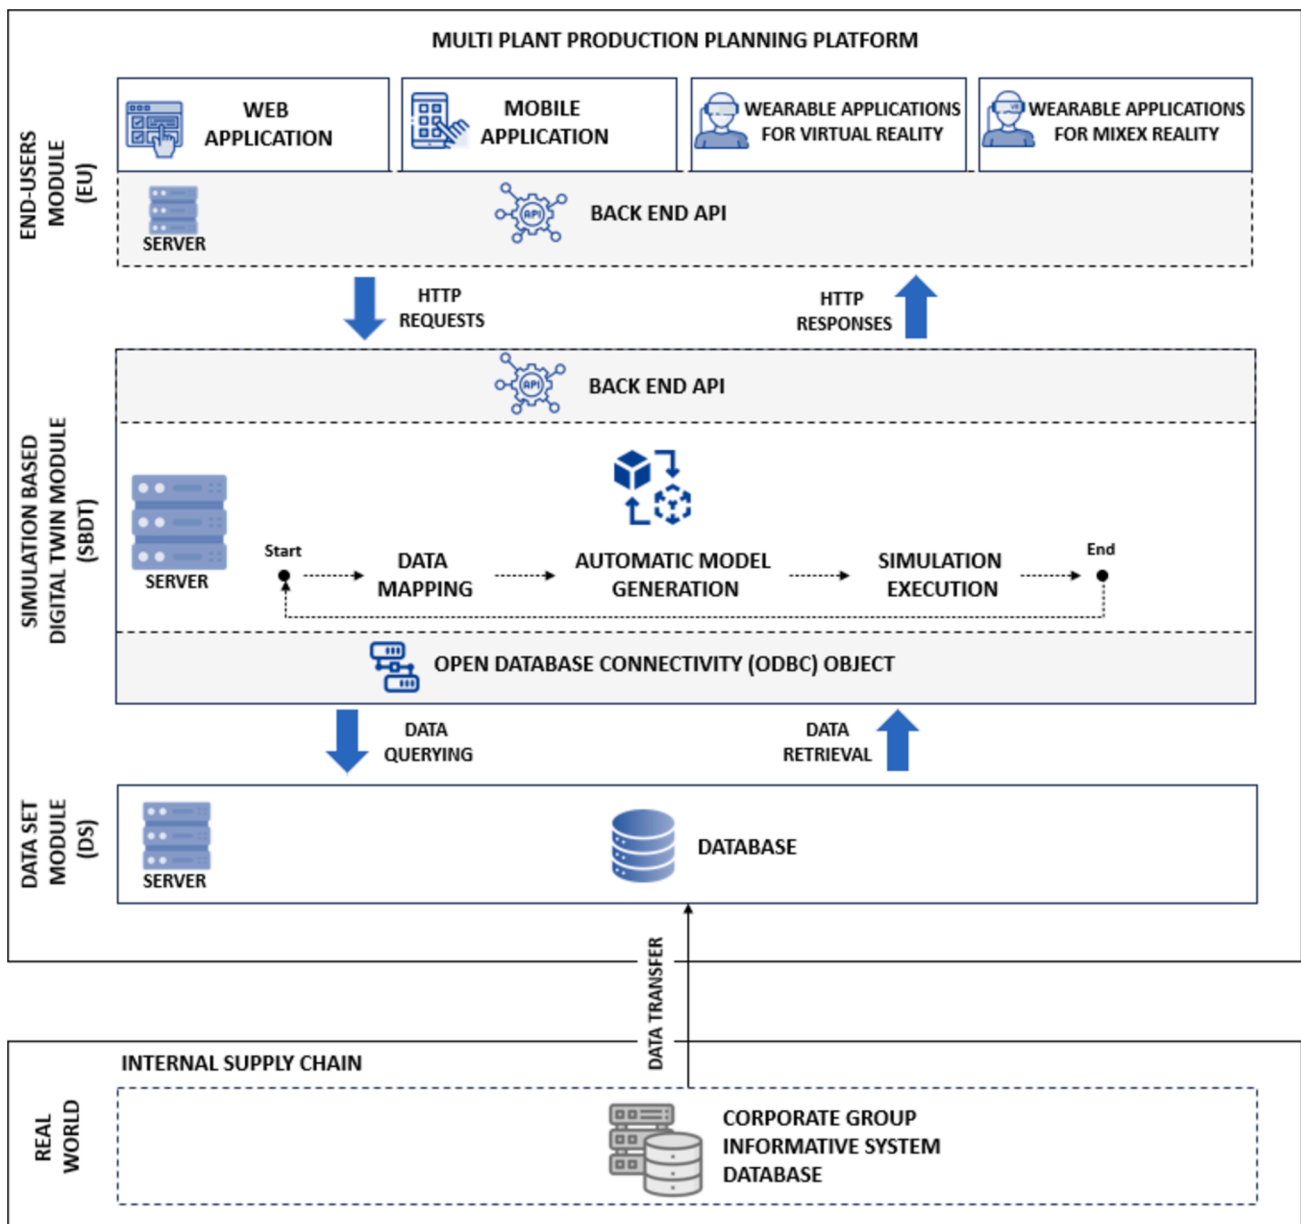 MULTI PLANT PRODUCTION PLANNING PLATFORM
END-USERS
MODULE
(EU)
WEB
APPLICATION
MOBILE
APPLICATION
WEARABLE APPLICATIONS
FOR VIRTUAL REALITY
VR
WEARABLE APPLICATIONS
FOR MIXEX REALITY
SERVER
API
BACK END API
HTTP
REQUESTS
HTTP
RESPONSES
SIMULATION BASED
DIGITAL TWIN MODULE
(SBDT)
API
BACK END API
SERVER
Start
DATA
MAPPING
AUTOMATIC MODEL
GENERATION
SIMULATION
EXECUTION
End
OPEN DATABASE CONNECTIVITY (ODBC) OBJECT
DATA
QUERYING
DATA
RETRIEVAL
DATA SET
MODULE
(DS)
SERVER
DATABASE
DATA TRANSFER
REAL
WORLD
INTERNAL SUPPLY CHAIN
CORPORATE GROUP
INFORMATIVE SYSTEM
DATABASE